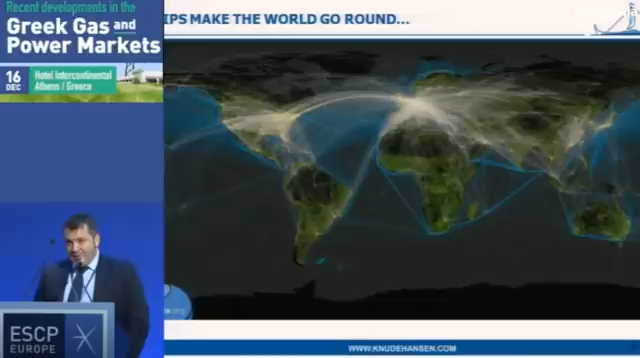 Recent developments in the
Greek Gas and
Power Markets
16
DEC
Hotel Intercontinental
Athens / Greece
IPS MAKE THE WORLD GO ROUND...
ESCP
EUROPE
WWW.KNUDEHANSEN.COM